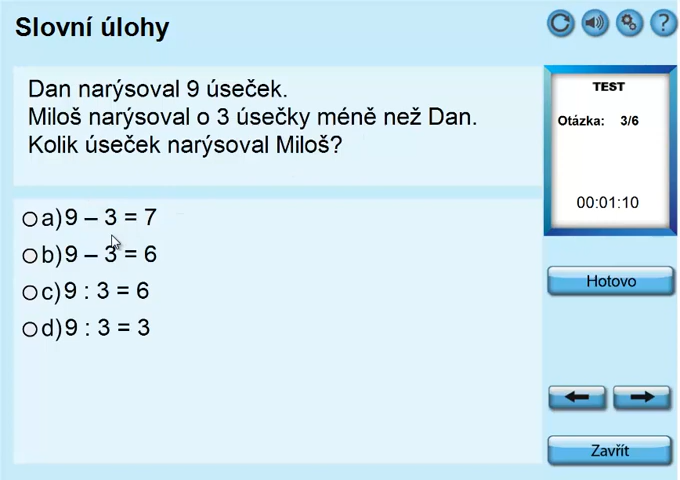 Slovní úlohy
?
Dan narýsoval 9 úseček.
Miloš narýsoval o 3 úsečky méně než Dan.
Kolik úseček narýsoval Miloš?
TEST
Otázka: 3/6
00:01:10
a)9 – 3 = 7
b)9 – 3 = 6
c)9 : 3 = 6
d)9 : 3 = 3
Hotovo
Zavřít